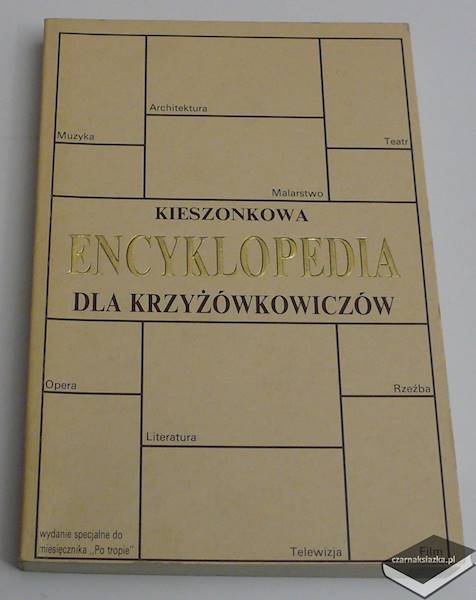 Architektura
Muzyka
Teatr
Malarstwo
KIESZONKOWA
ENCYKLOPEDIA
DLA KRZYŻÓWKOWICZÓW
Opera
Rzeźba
Literatura
wydanie specjalne do
miesięcznika „Po tropie"
Telewizja
Film
czarnaksiazka.pl